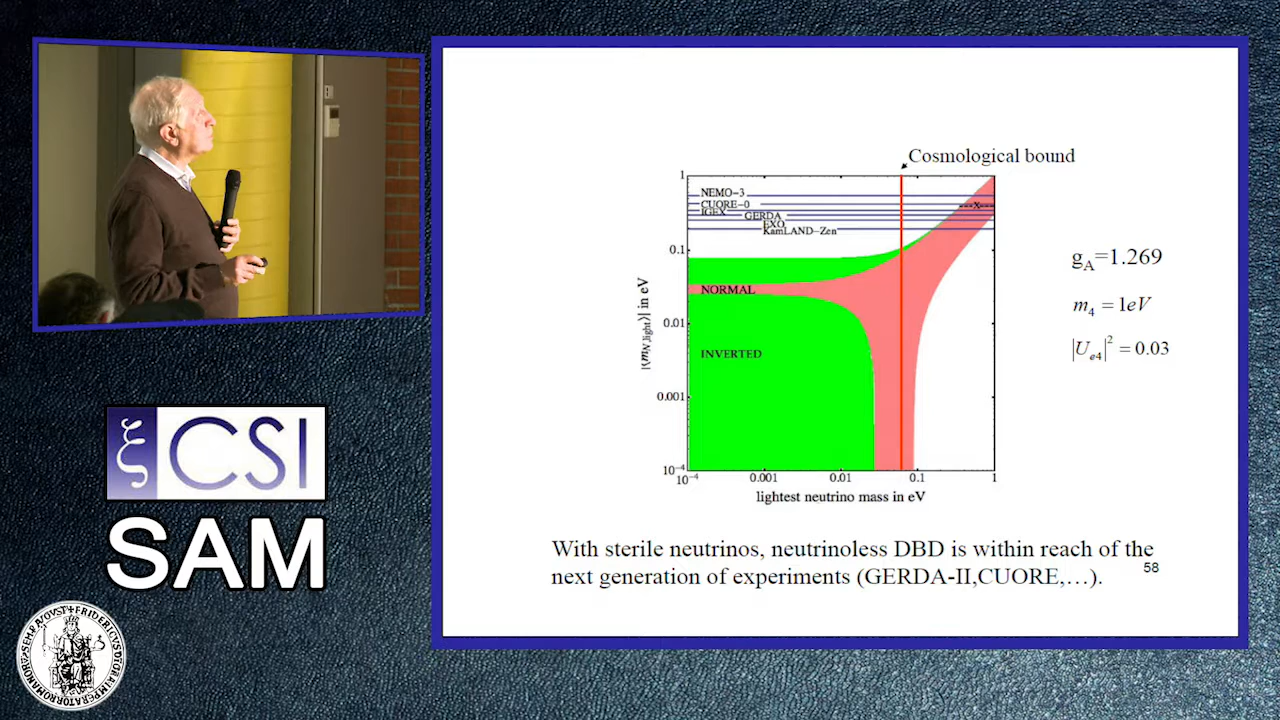 Cosmological bound
1
NEMO-3
CUORE-0
IGEX
GERDA
EXO
KamLAND-Zen
0.1
NORMAL
0.01
INVERTED
0.001
10⁻⁴
|⟨m_N,light⟩| in eV
10⁻⁴ 0.001 0.01 0.1 1
lightest neutrino mass in eV
g_A=1.269
m₄ = 1eV
|U_e4|² = 0.03
With sterile neutrinos, neutrinoless DBD is within reach of the
next generation of experiments (GERDA-II,CUORE,…).
58
ξ CSI
SAM